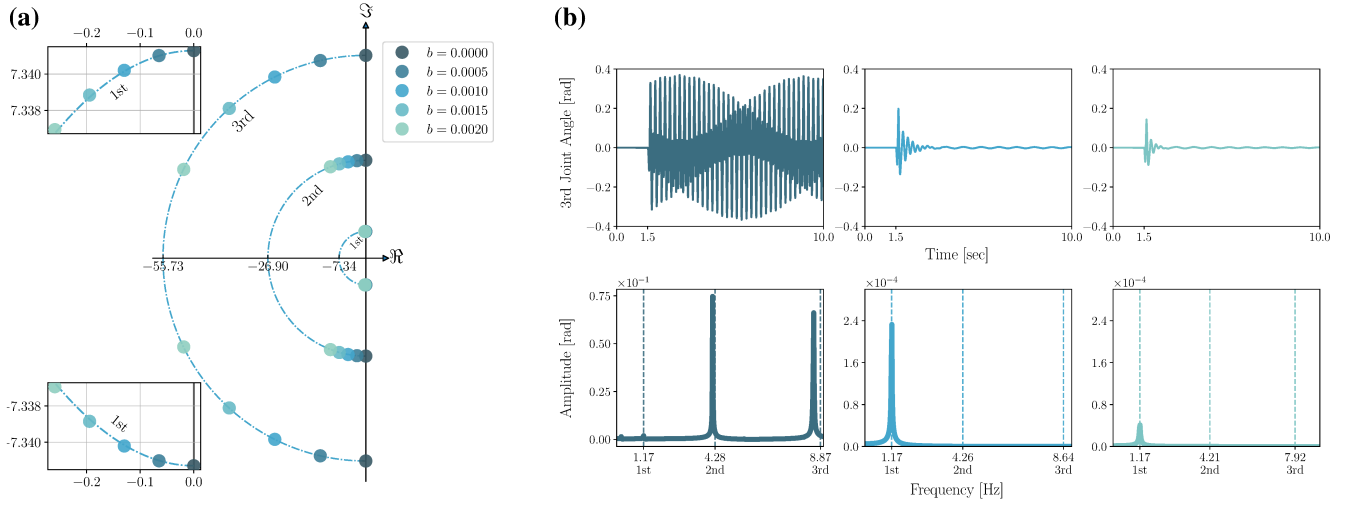 (a)
ℑ
−0.2 −0.1 0.0
7.340
7.338
1st
3rd
2nd
1st
b = 0.0000
b = 0.0005
b = 0.0010
b = 0.0015
b = 0.0020
−55.73 −26.90 −7.34 ℜ
-7.338
-7.340
1st
−0.2 −0.1 0.0
(b)
3rd Joint Angle [rad]
0.4
0.2
0.0
−0.2
−0.4
0.0 1.5 10.0
0.4
0.2
0.0
−0.2
−0.4
0.0 1.5 10.0
0.4
0.2
0.0
−0.2
−0.4
0.0 1.5 10.0
Time [sec]
Amplitude [rad]
×10⁻¹
0.75
0.50
0.25
0.00
1.17 4.28 8.87
1st 2nd 3rd
×10⁻⁴
2.4
1.6
0.8
0.0
1.17 4.26 8.64
1st 2nd 3rd
×10⁻⁴
2.4
1.6
0.8
0.0
1.17 4.21 7.92
1st 2nd 3rd
Frequency [Hz]